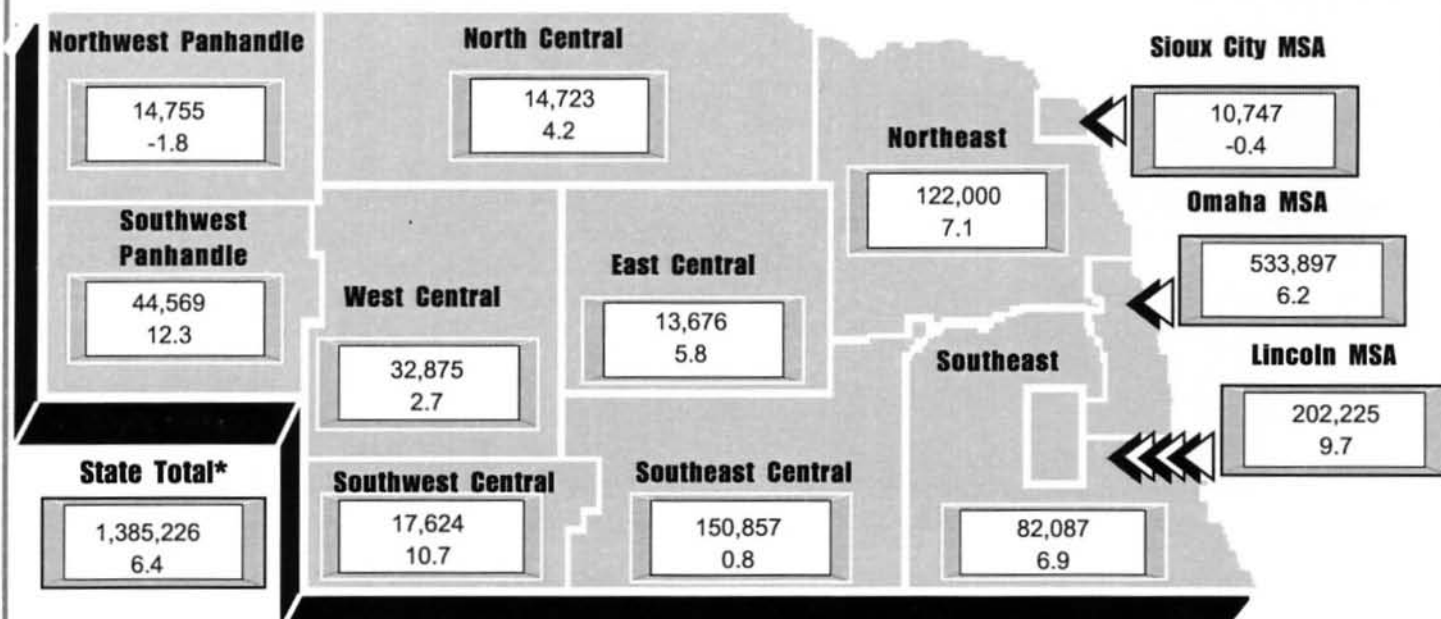 Northwest Panhandle
14,755
-1.8
North Central
14,723
4.2
Sioux City MSA
10,747
-0.4
Northeast
122,000
7.1
Omaha MSA
533,897
6.2
Southwest
Panhandle
44,569
12.3
West Central
32,875
2.7
East Central
13,676
5.8
Southeast
82,087
6.9
Lincoln MSA
202,225
9.7
State Total*
1,385,226
6.4
Southwest Central
17,624
10.7
Southeast Central
150,857
0.8